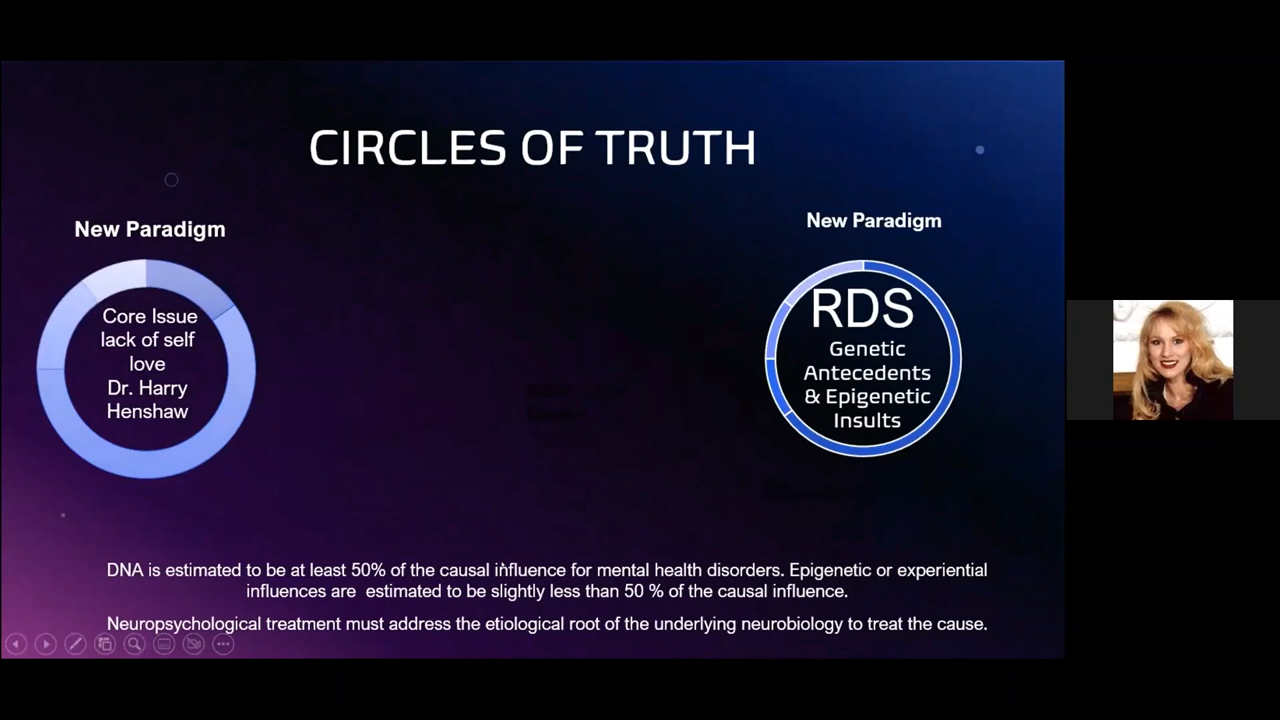 CIRCLES OF TRUTH
New Paradigm
Core Issue
lack of self
love
Dr. Harry
Henshaw
New Paradigm
RDS
Genetic
Antecedents
& Epigenetic
Insults
DNA is estimated to be at least 50% of the causal influence for mental health disorders. Epigenetic or experiential
influences are  estimated to be slightly less than 50 % of the causal influence.
Neuropsychological treatment must address the etiological root of the underlying neurobiology to treat the cause.